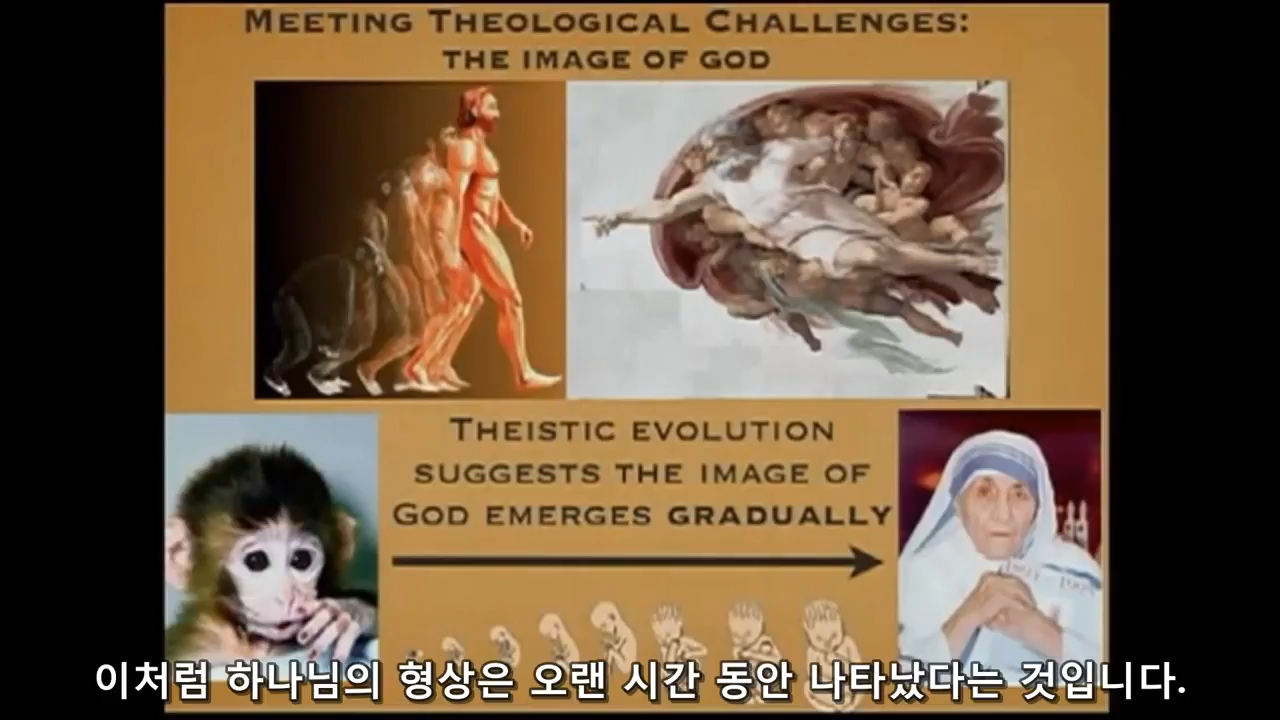 MEETING THEOLOGICAL CHALLENGES:
THE IMAGE OF GOD
THEISTIC EVOLUTION
SUGGESTS THE IMAGE OF
GOD EMERGES GRADUALLY
이처럼 하나님의 형상은 오랜 시간 동안 나타났다는 것입니다.